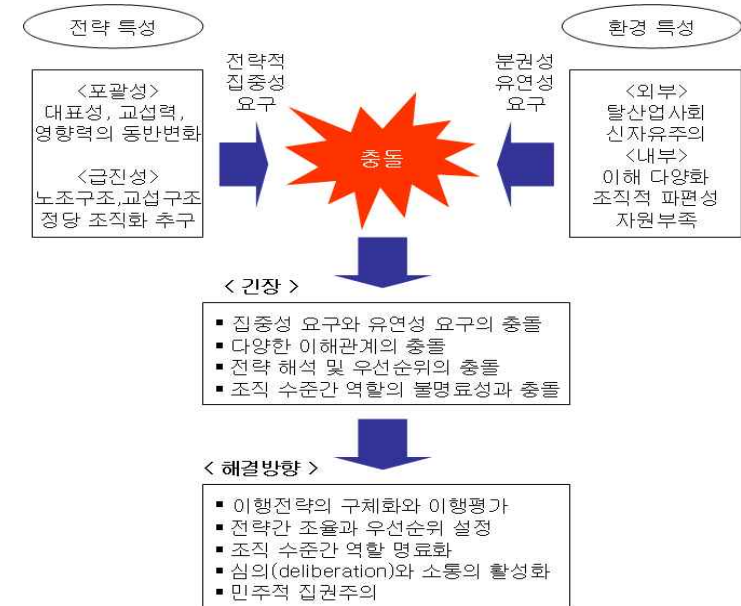 전략 특성
환경 특성
전략적
집중성
요구
분권성
유연성
요구
<포괄성>
대표성, 교섭력,
영향력의 동반변화
<급진성>
노조구조,교섭구조
정당 조직화 추구
충돌
<외부>
탈산업사회
신자유주의
<내부>
이해 다양화
조직적 파편성
자원부족
< 긴장 >
▪ 집중성 요구와 유연성 요구의 충돌
▪ 다양한 이해관계의 충돌
▪ 전략 해석 및 우선순위의 충돌
▪ 조직 수준간 역할의 불명료성과 충돌
< 해결방향 >
▪ 이행전략의 구체화와 이행평가
▪ 전략간 조율과 우선순위 설정
▪ 조직 수준간 역할 명료화
▪ 심의(deliberation)와 소통의 활성화
▪ 민주적 집권주의